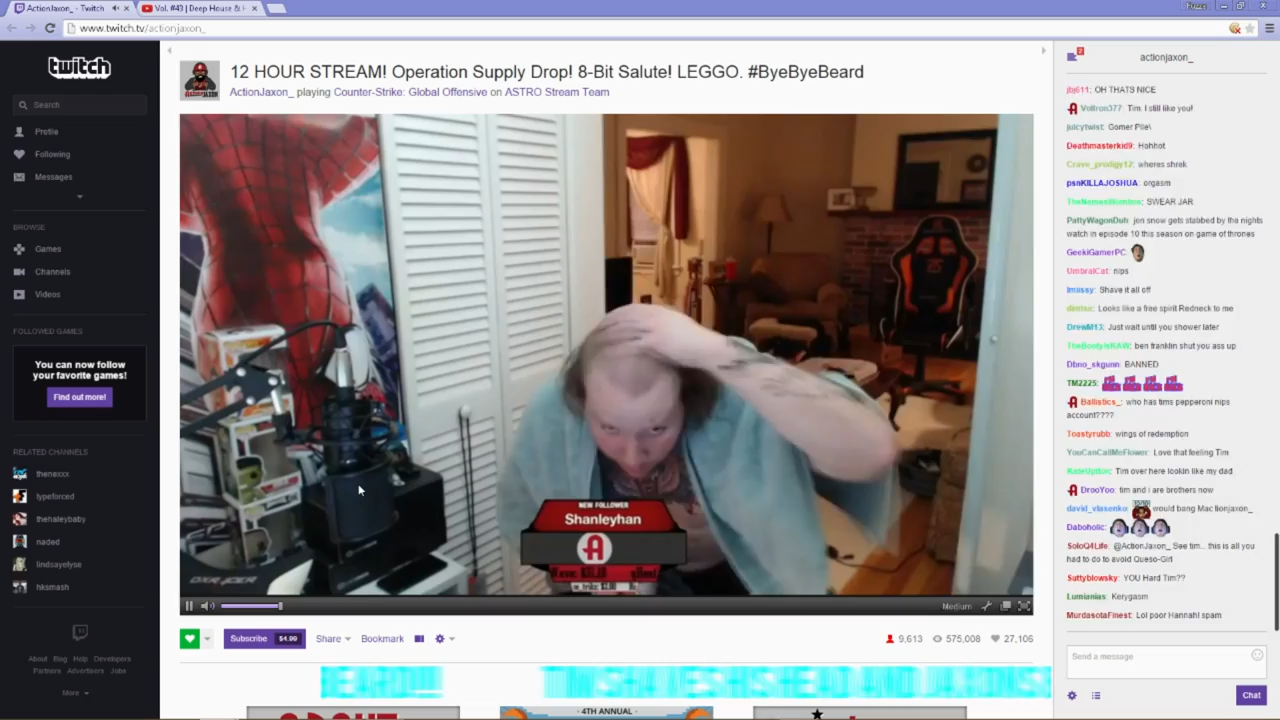 ActionJaxon_ - Twitch
Vol. #43 | Deep House &
www.twitch.tv/actionjaxon_
twitch
Search
Profile
Following
Messages
BROWSE
Games
Channels
Videos
FOLLOWED GAMES
You can now follow
your favorite games!
Find out more!
RELATED CHANNELS
typeforced
thehaleybaby
naded
lindsayelyse
hksmash
About Blog Help Developers
Partners Advertisers Jobs
More
12 HOUR STREAM! Operation Supply Drop! 8-Bit Salute! LEGGO. #ByeByeBeard
ActionJaxon_ playing Counter-Strike: Global Offensive on ASTRO Stream Team
NEW FOLLOWER
Shanleyhan
DXRACER
Medium
Subscribe $4.99
Share
Bookmark
9,613 575,008 27,106
4TH ANNUAL
2
actionjaxon_
jbj611: OH THATS NICE
Voltron377: Tim. I still like you!
juicytwist: Gomer Pile\
Deathmasterkid9: Hahhot
Crave_prodigy12: wheres shrek
psnKILLAJOSHUA: orgasm
SWEAR JAR
PattyWagonDuh: jon snow gets stabbed by the nights
watch in episode 10 this season on game of thrones
GeekiGamerPC:
UmbralCat: nips
Imissy: Shave it all off
Looks like a free spirit Redneck to me
DrewM13: Just wait until you shower later
TheBootyIsRAW: ben franklin shut you ass up
Dbno_skgunn: BANNED
TM2225:
Ballistics_: who has tims pepperoni nips
account????
Toastyrubb: wings of redemption
YouCanCallMeFlower: Love that feeling Tim
Tim over here lookin like my dad
DrooYoo: tim and i are brothers now
david_vlasenko: would bang Mac tionjaxon_
Daboholic:
SoloQ4Life: @ActionJaxon_ See tim... this is all you
had to do to avoid Queso-Girl
Suttyblowsky: YOU Hard Tim??
Lumianias: Kerygasm
MurdasotaFinest: Lol poor Hannah! spam
Send a message
Chat